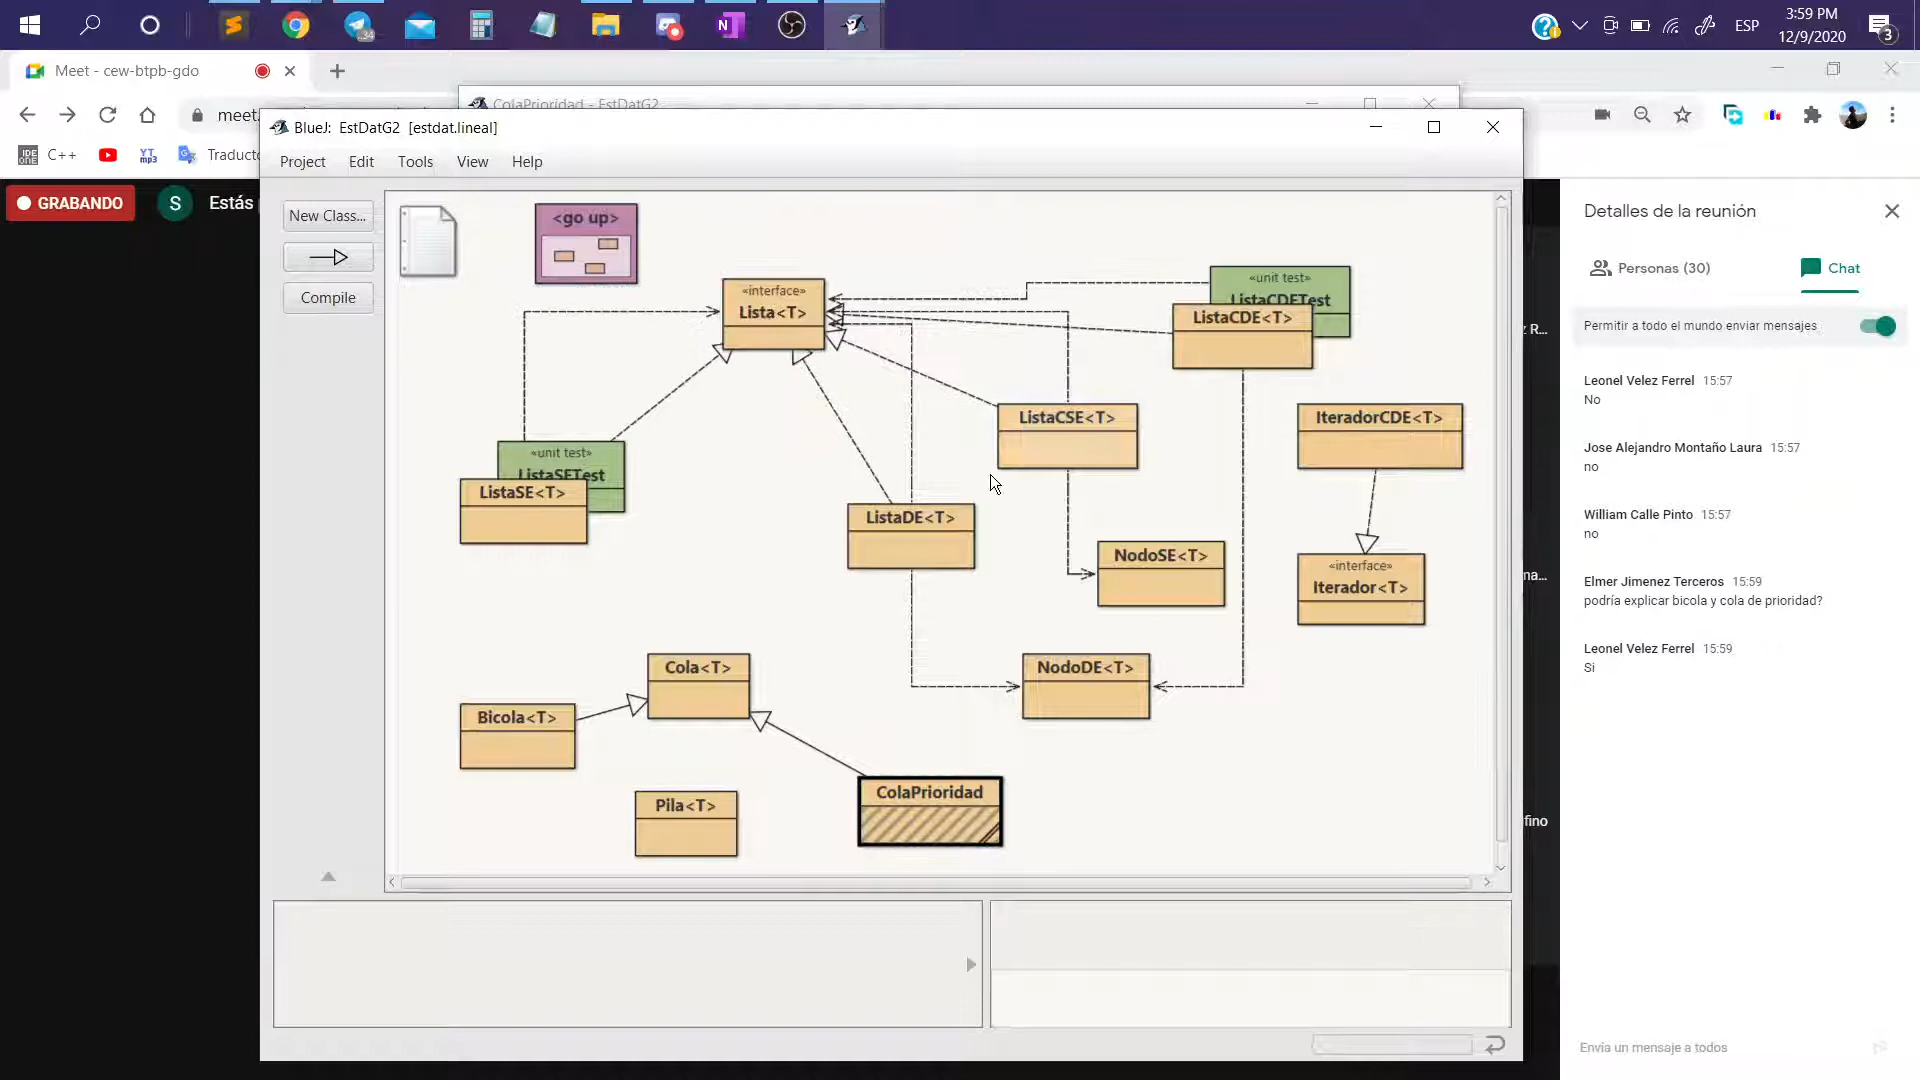 34
ESP
3:59 PM
12/9/2020
3
Meet - cew-btpb-gdo
ColaPrioridad - EstDatG2
meet.
BlueJ:  EstDatG2  [estdat.lineal]
C++
YT
mp3
Project
Edit
Tools
View
Help
GRABANDO
S
Estás
New Class...
Compile
<go up>
«interface»
Lista<T>
«unit test»
ListaCDETest
ListaCDE<T>
ListaCSE<T>
IteradorCDE<T>
«unit test»
ListaSETest
ListaSE<T>
ListaDE<T>
NodoSE<T>
«interface»
Iterador<T>
Cola<T>
NodoDE<T>
Bicola<T>
Pila<T>
ColaPrioridad
Detalles de la reunión
Personas (30)
Chat
Permitir a todo el mundo enviar mensajes
Leonel Velez Ferrel 15:57
No
Jose Alejandro Montaño Laura 15:57
no
William Calle Pinto 15:57
no
Elmer Jimenez Terceros 15:59
podría explicar bicola y cola de prioridad?
Leonel Velez Ferrel 15:59
Si
Envía un mensaje a todos